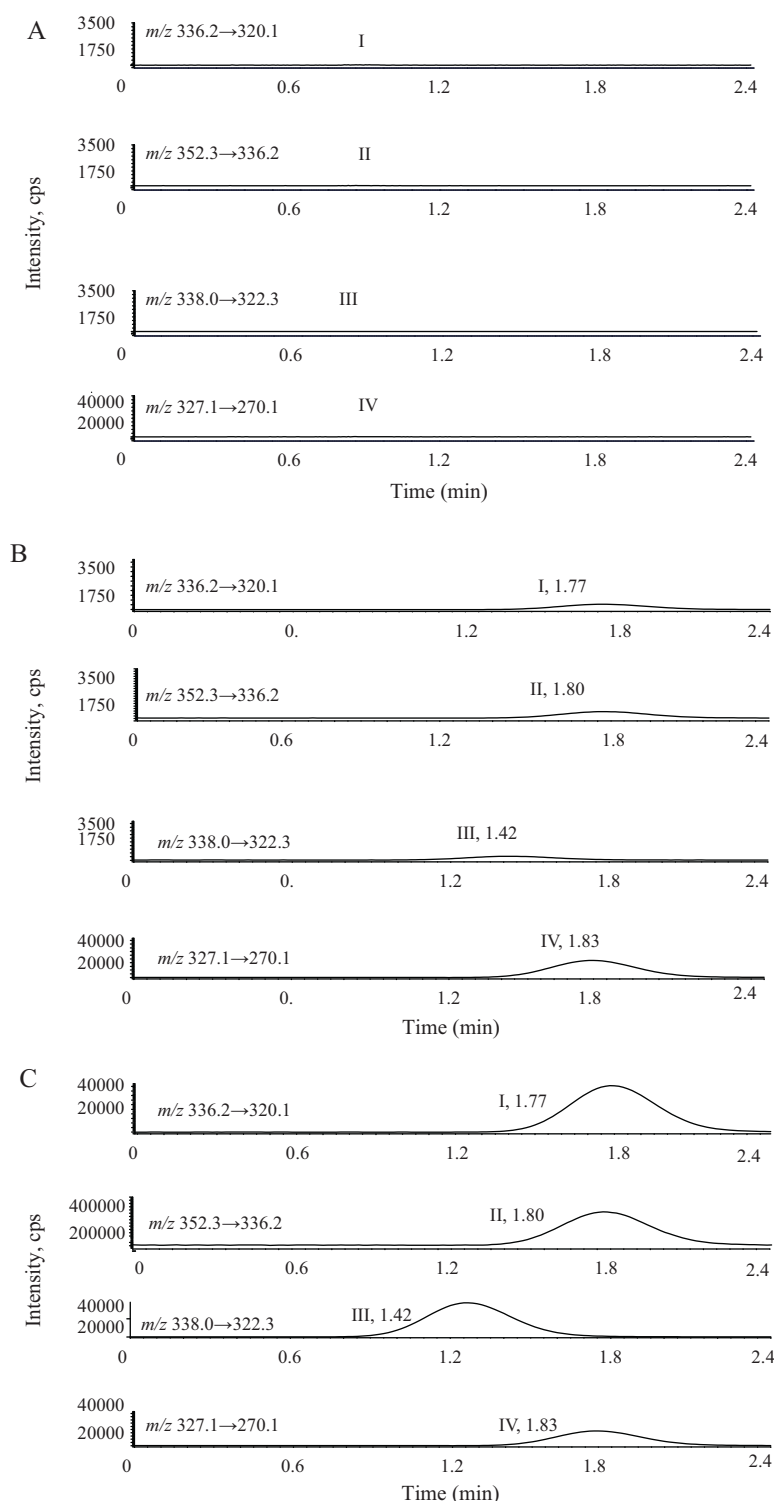 A
3500
m/z 336.2→320.1
I
1750
0 0.6 1.2 1.8 2.4
3500
m/z 352.3→336.2
II
1750
0 0.6 1.2 1.8 2.4
Intensity, cps
3500
m/z 338.0→322.3
III
1750
0 0.6 1.2 1.8 2.4
40000
m/z 327.1→270.1
IV
20000
0 0.6 1.2 1.8 2.4
Time (min)
B
3500
m/z 336.2→320.1
I, 1.77
1750
0 0. 1.2 1.8 2.4
3500
m/z 352.3→336.2
II, 1.80
1750
0 0.6 1.2 1.8 2.4
Intensity, cps
3500
III, 1.42
1750
m/z 338.0→322.3
0 0. 1.2 1.8 2.4
40000
IV, 1.83
m/z 327.1→270.1
20000
0 0. 1.2 1.8 2.4
Time (min)
C
40000
I, 1.77
20000
m/z 336.2→320.1
0 0.6 1.2 1.8 2.4
400000
II, 1.80
m/z 352.3→336.2
200000
0 0.6 1.2 1.8 2.4
Intensity, cps
40000
III, 1.42
20000
m/z 338.0→322.3
0 0.6 1.2 1.8 2.4
40000
m/z 327.1→270.1
IV, 1.83
20000
0 0.6 1.2 1.8 2.4
Time (min)